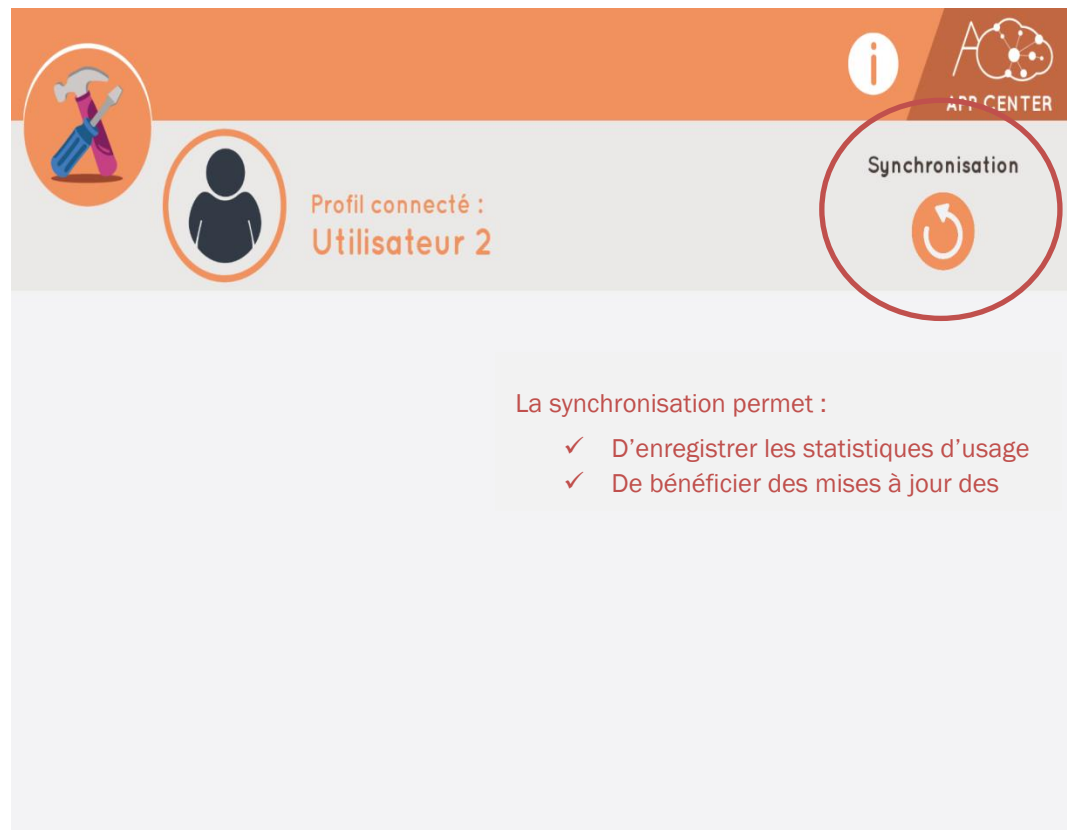 i
APP CENTER
Synchronisation
Profil connecté :
Utilisateur 2
La synchronisation permet :
✓ D’enregistrer les statistiques d’usage
✓ De bénéficier des mises à jour des